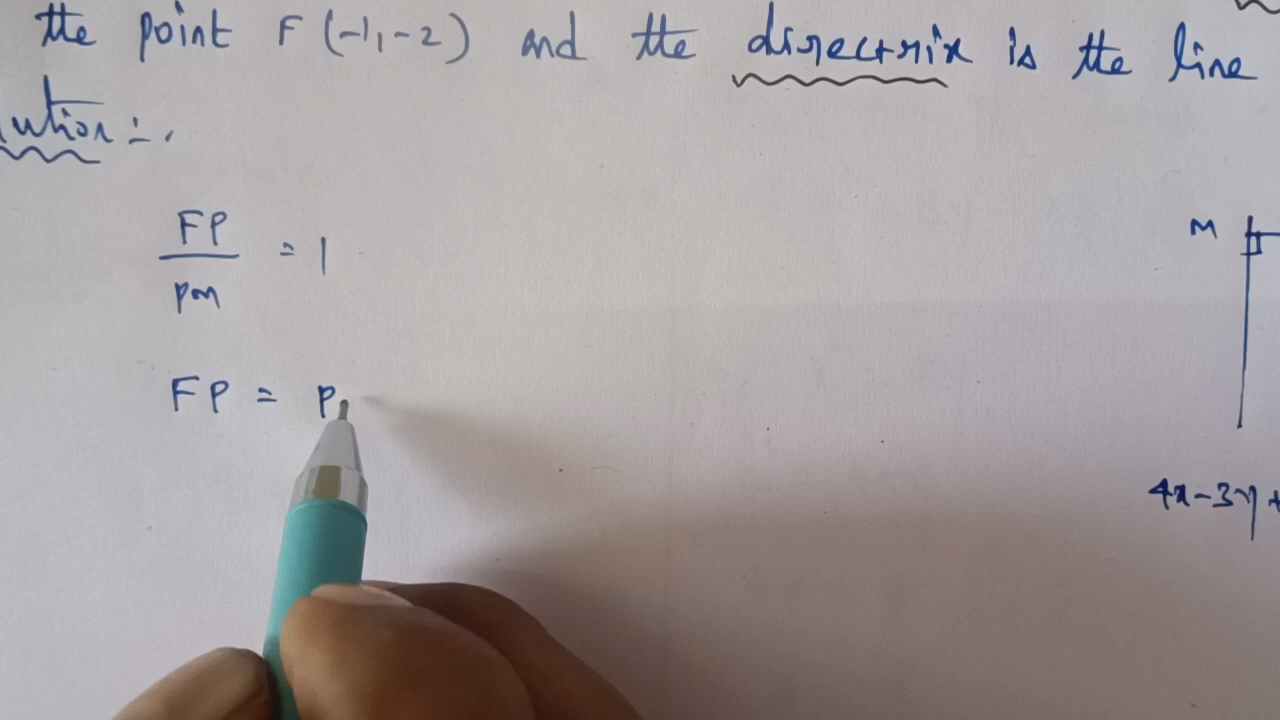 the point F (-1,-2) and the directrix is the line
ution :-
FP
— = 1
PM
FP = P
M
4x-3y+